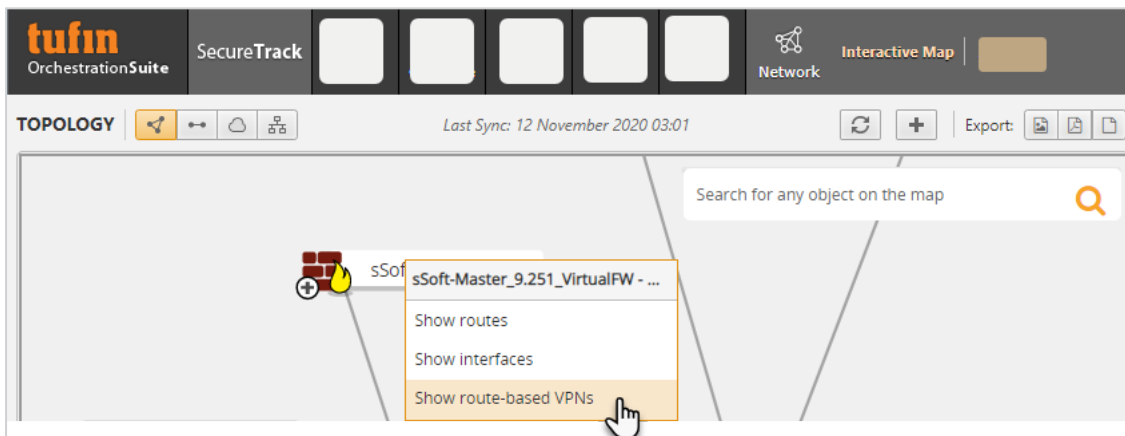 tufin
OrchestrationSuite
SecureTrack
Network
Interactive Map
TOPOLOGY
Last Sync: 12 November 2020 03:01
Export:
Search for any object on the map
sSof
sSoft-Master_9.251_VirtualFW - ...
Show routes
Show interfaces
Show route-based VPNs